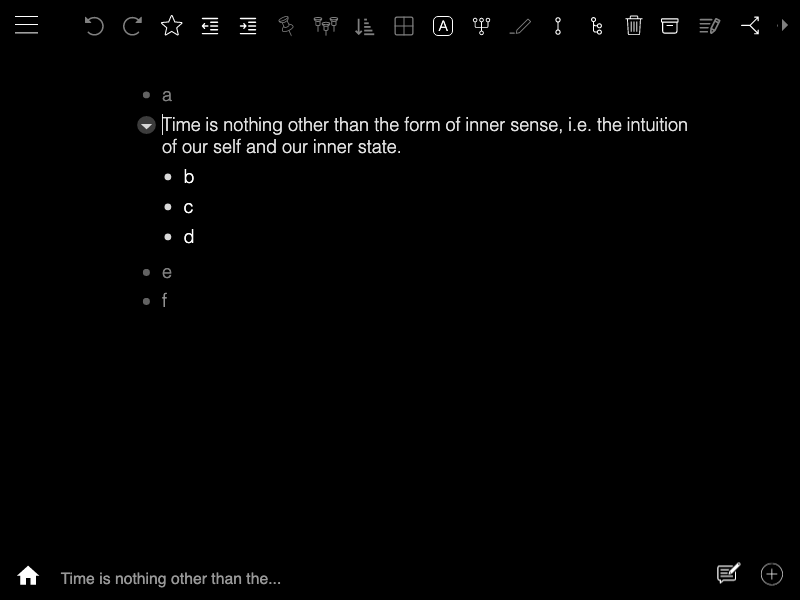 A
a
Time is nothing other than the form of inner sense, i.e. the intuition
of our self and our inner state.
b
c
d
e
f
Time is nothing other than the...